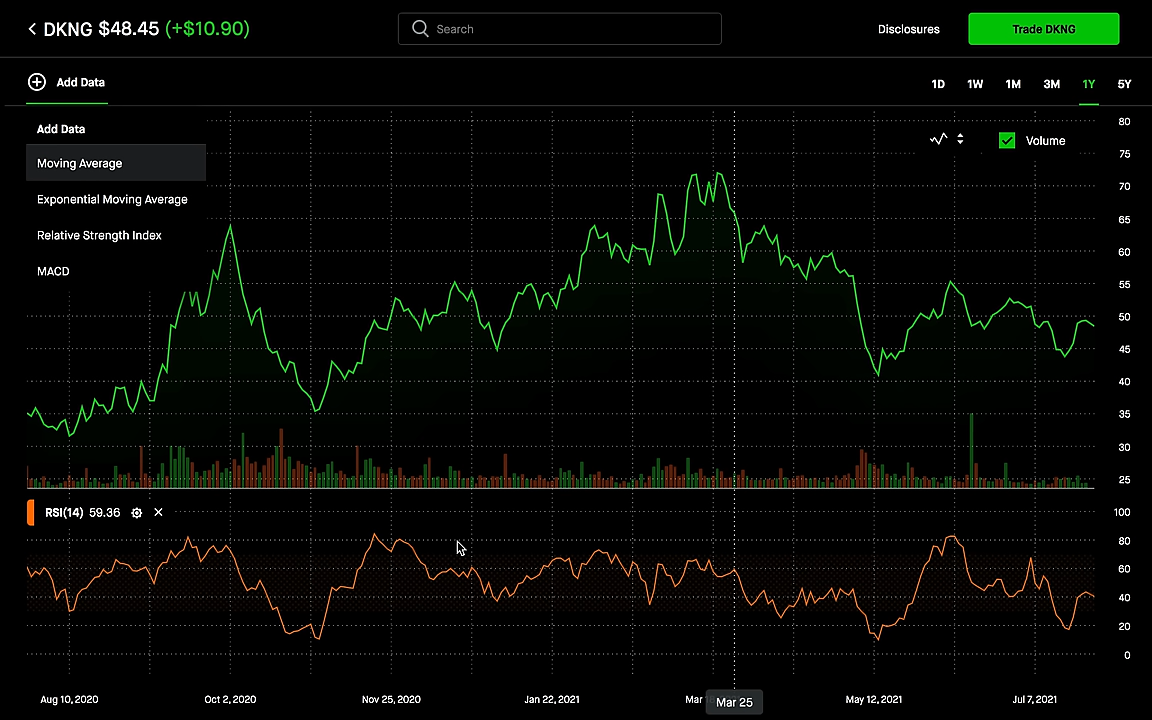 DKNG $48.45 (+$10.90)
Search
Disclosures
Trade DKNG
Add Data
1D 1W 1M 3M 1Y 5Y
Add Data
Moving Average
Exponential Moving Average
Relative Strength Index
MACD
Volume
80
75
70
65
60
55
50
45
40
35
30
25
RSI(14) 59.36
100
80
60
40
20
0
Aug 10, 2020 Oct 2, 2020 Nov 25, 2020 Jan 22, 2021 Mar May 12, 2021 Jul 7, 2021
Mar 25